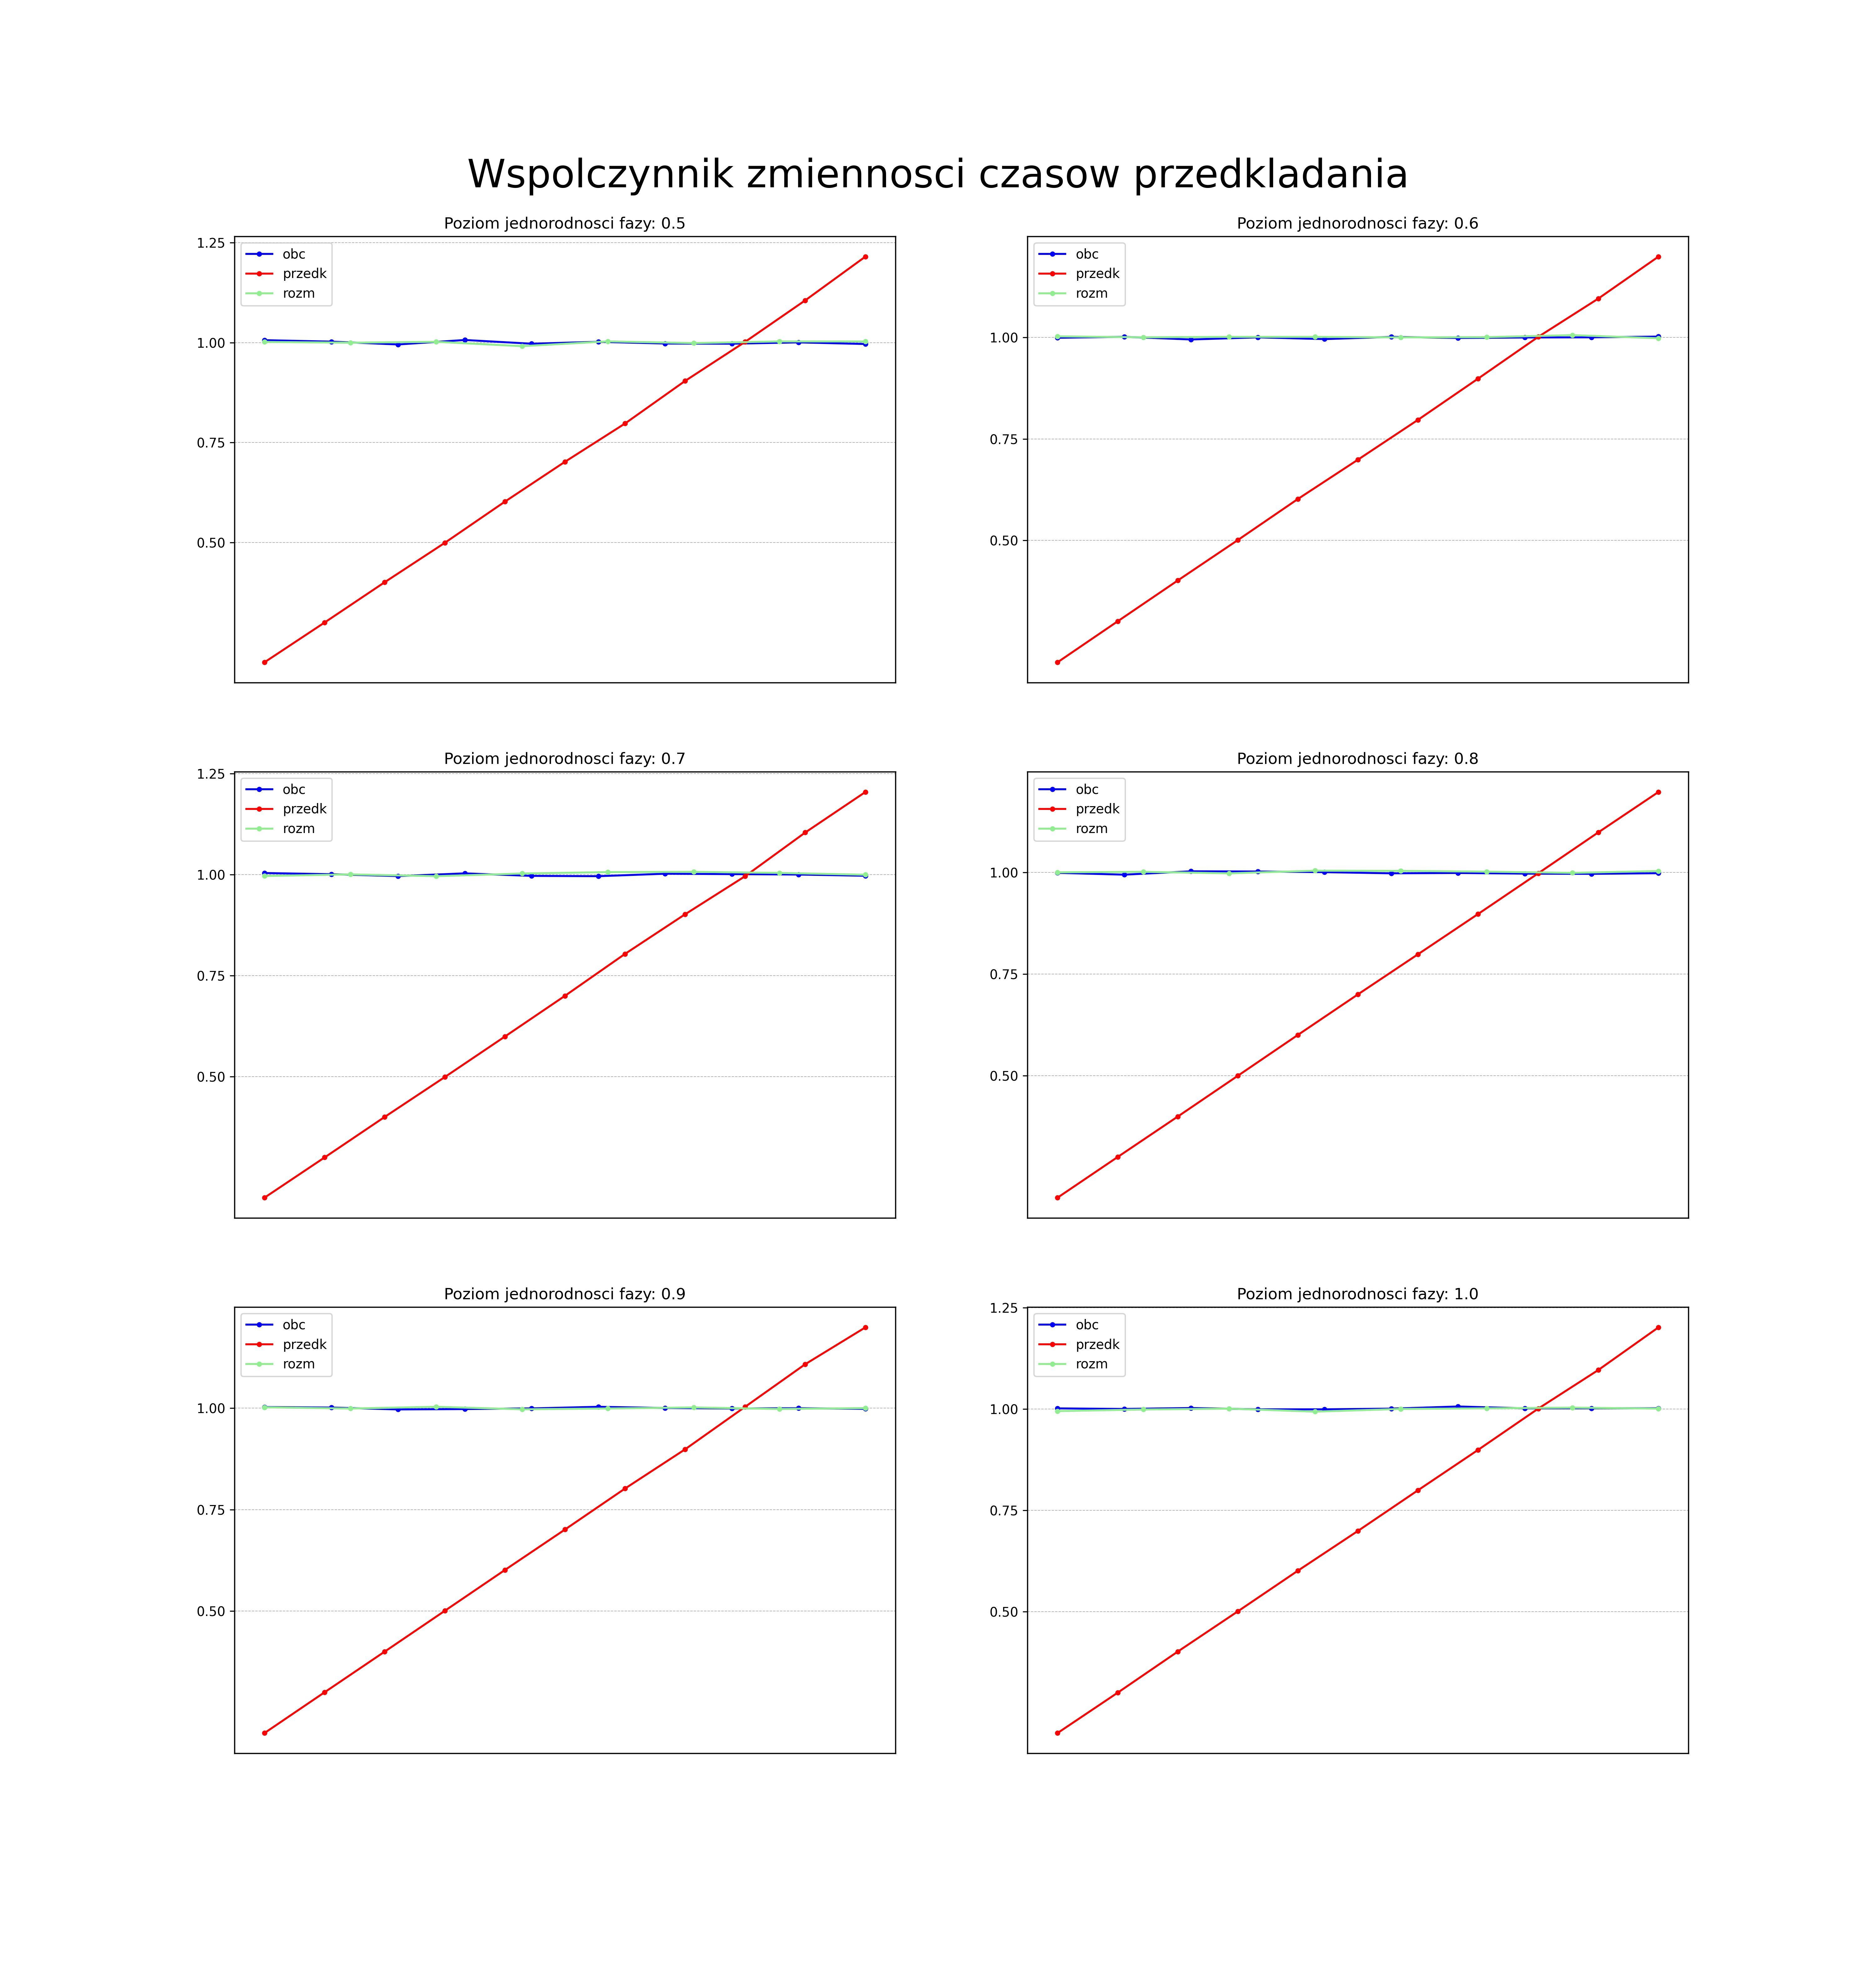 Wspolczynnik zmiennosci czasow przedkladania
Poziom jednorodnosci fazy: 0.5
1.25
1.00
0.75
0.50
obc
przedk
rozm
Poziom jednorodnosci fazy: 0.6
1.00
0.75
0.50
obc
przedk
rozm
Poziom jednorodnosci fazy: 0.7
1.25
1.00
0.75
0.50
obc
przedk
rozm
Poziom jednorodnosci fazy: 0.8
1.00
0.75
0.50
obc
przedk
rozm
Poziom jednorodnosci fazy: 0.9
1.00
0.75
0.50
obc
przedk
rozm
Poziom jednorodnosci fazy: 1.0
1.25
1.00
0.75
0.50
obc
przedk
rozm